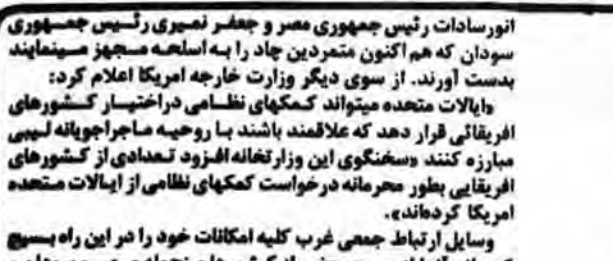 انورسادات رئیس جمهوری مصر و جعفر نمیری رئیس جمهوری
سودان که هم اکنون متمردین چاد را به اسلحه مجهز مینمایند
بدست آورند. از سوی دیگر وزارت خارجه امریکا اعلام کرد:
«ایالات متحده میتواند کمکهای نظامی دراختیار کشورهای
افریقائی قرار دهد که علاقمند باشند با روحیه ماجراجویانه لیبی
مبارزه کنند «سخنگوی این وزارتخانه افزود تعدادی از کشورهای
افریقایی بطور محرمانه درخواست کمکهای نظامی از ایالات متحده
امریکا کرده‌اند».
وسایل ارتباط جمعی غرب کلیه امکانات خود را در این راه بسیج